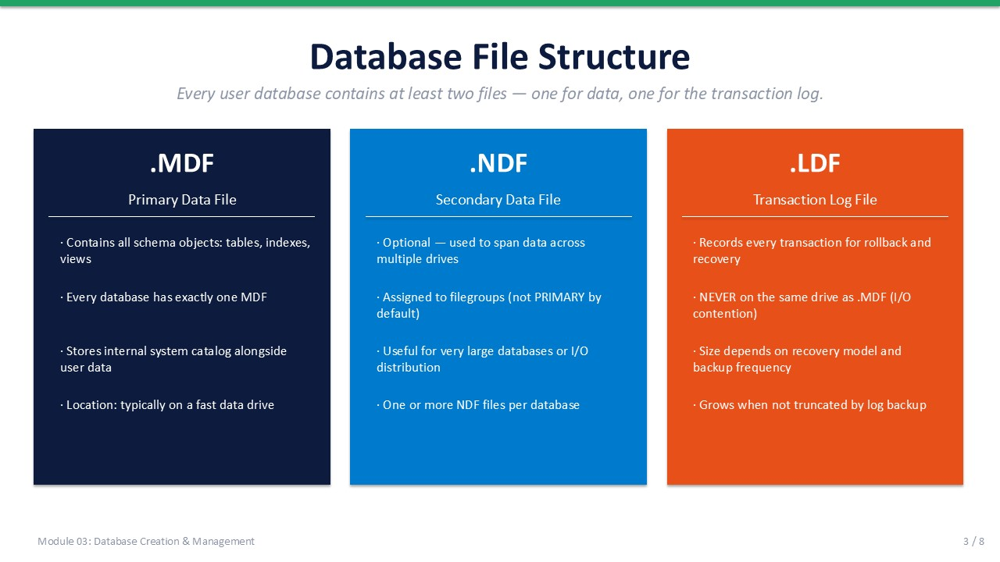 Database File Structure
Every user database contains at least two files — one for data, one for the transaction log.
.MDF
Primary Data File
· Contains all schema objects: tables, indexes,
views
· Every database has exactly one MDF
· Stores internal system catalog alongside
user data
· Location: typically on a fast data drive
.NDF
Secondary Data File
· Optional — used to span data across
multiple drives
· Assigned to filegroups (not PRIMARY by
default)
· Useful for very large databases or I/O
distribution
· One or more NDF files per database
.LDF
Transaction Log File
· Records every transaction for rollback and
recovery
· NEVER on the same drive as .MDF (I/O
contention)
· Size depends on recovery model and
backup frequency
· Grows when not truncated by log backup
Module 03: Database Creation & Management
3 / 8